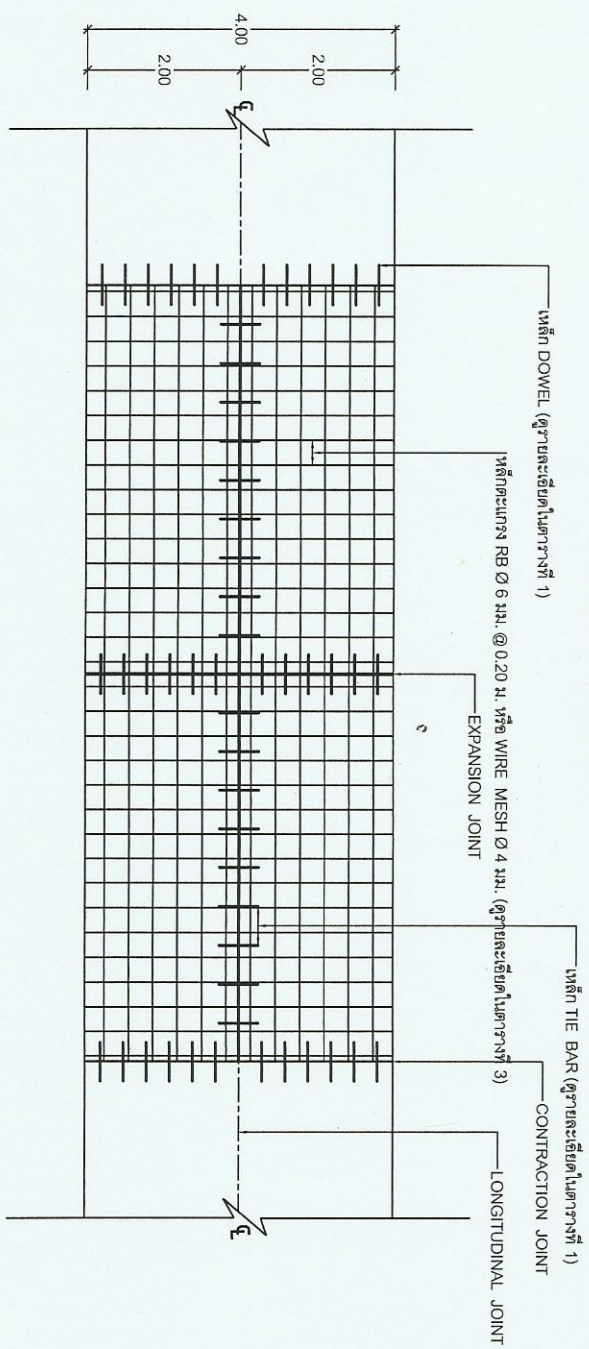 เหล็ก DOWEL (ดูรายละเอียดในตารางที่ 1)
หล็กตะแกรง RB Ø 6 มม. @ 0.20 ม. หรือ WIRE MESH Ø 4 มม. (ดูรายละเอียดในตารางที่ 3)
EXPANSION JOINT
เหล็ก TIE BAR (ดูรายละเอียดในตารางที่ 1)
CONTRACTION JOINT
LONGITUDINAL JOINT
4.00
2.00
2.00
℄
℄